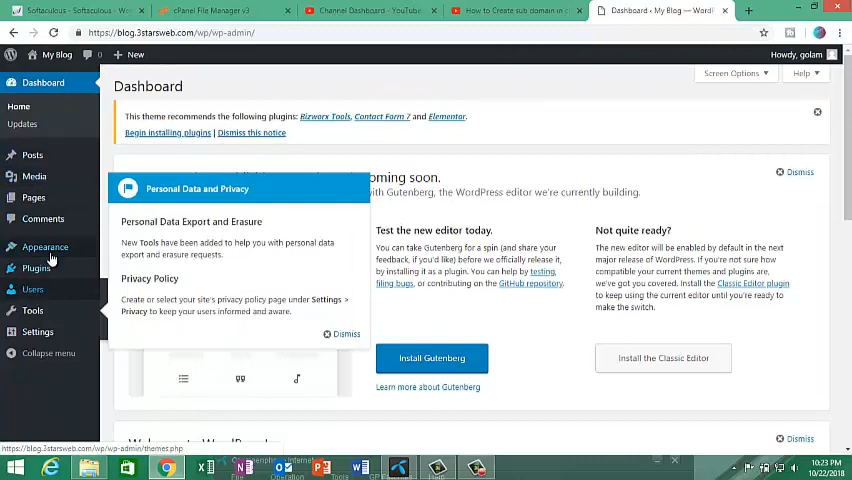 Softaculous - Softaculous - Wor
cPanel File Manager v3
Channel Dashboard - YouTube
How to Create sub domain in c
Dashboard ‹ My Blog — WordP
https://blog.3starsweb.com/wp/wp-admin/
My Blog
0
New
Howdy, golam
Dashboard
Home
Updates
Posts
Media
Pages
Comments
Appearance
Plugins
Users
Tools
Settings
Collapse menu
Dashboard
Screen Options
Help
This theme recommends the following plugins: Bizworx Tools, Contact Form 7 and Elementor.
Begin installing plugins | Dismiss this notice
oming soon.
Dismiss
with Gutenberg, the WordPress editor we're currently building.
Personal Data and Privacy
Personal Data Export and Erasure
New Tools have been added to help you with personal data
export and erasure requests.
Privacy Policy
Create or select your site's privacy policy page under Settings >
Privacy to keep your users informed and aware.
Dismiss
Test the new editor today.
You can take Gutenberg for a spin (and share your
feedback, if you'd like) before we officially release it,
by installing it as a plugin. You can help by testing,
filing bugs, or contributing on the GitHub repository.
Install Gutenberg
Learn more about Gutenberg
Not quite ready?
The new editor will be enabled by default in the next
major release of WordPress. If you're not sure how
compatible your current themes and plugins are,
we've got you covered. Install the Classic Editor plugin
to keep using the current editor until you're ready to
make the switch.
Install the Classic Editor
Dismiss
https://blog.3starsweb.com/wp/wp-admin/themes.php
10:23 PM
10/22/2018